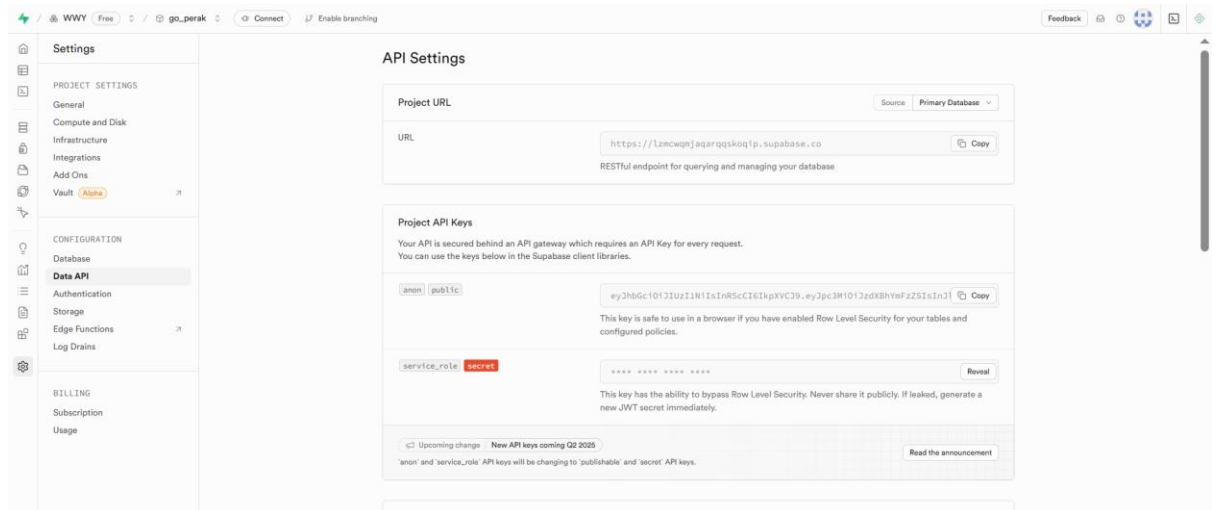 WWY Free / go_perak Connect Enable branching Feedback
Settings
PROJECT SETTINGS
General
Compute and Disk
Infrastructure
Integrations
Add Ons
Vault Alpha
CONFIGURATION
Database
Data API
Authentication
Storage
Edge Functions
Log Drains
BILLING
Subscription
Usage
API Settings
Project URL
Source Primary Database
URL
https://lzmcwqmjaqarqqskoqip.supabase.co Copy
RESTful endpoint for querying and managing your database
Project API Keys
Your API is secured behind an API gateway which requires an API Key for every request.
You can use the keys below in the Supabase client libraries.
anon public
eyJhbGciOiJIUzI1NiIsInR5cCI6IkpXVCJ9.eyJpc3MiOiJzdXBhYmFzZSIsInJl Copy
This key is safe to use in a browser if you have enabled Row Level Security for your tables and
configured policies.
service_role secret
**** **** **** **** Reveal
This key has the ability to bypass Row Level Security. Never share it publicly. If leaked, generate a
new JWT secret immediately.
Upcoming change New API keys coming Q2 2025
'anon' and 'service_role' API keys will be changing to 'publishable' and 'secret' API keys.
Read the announcement